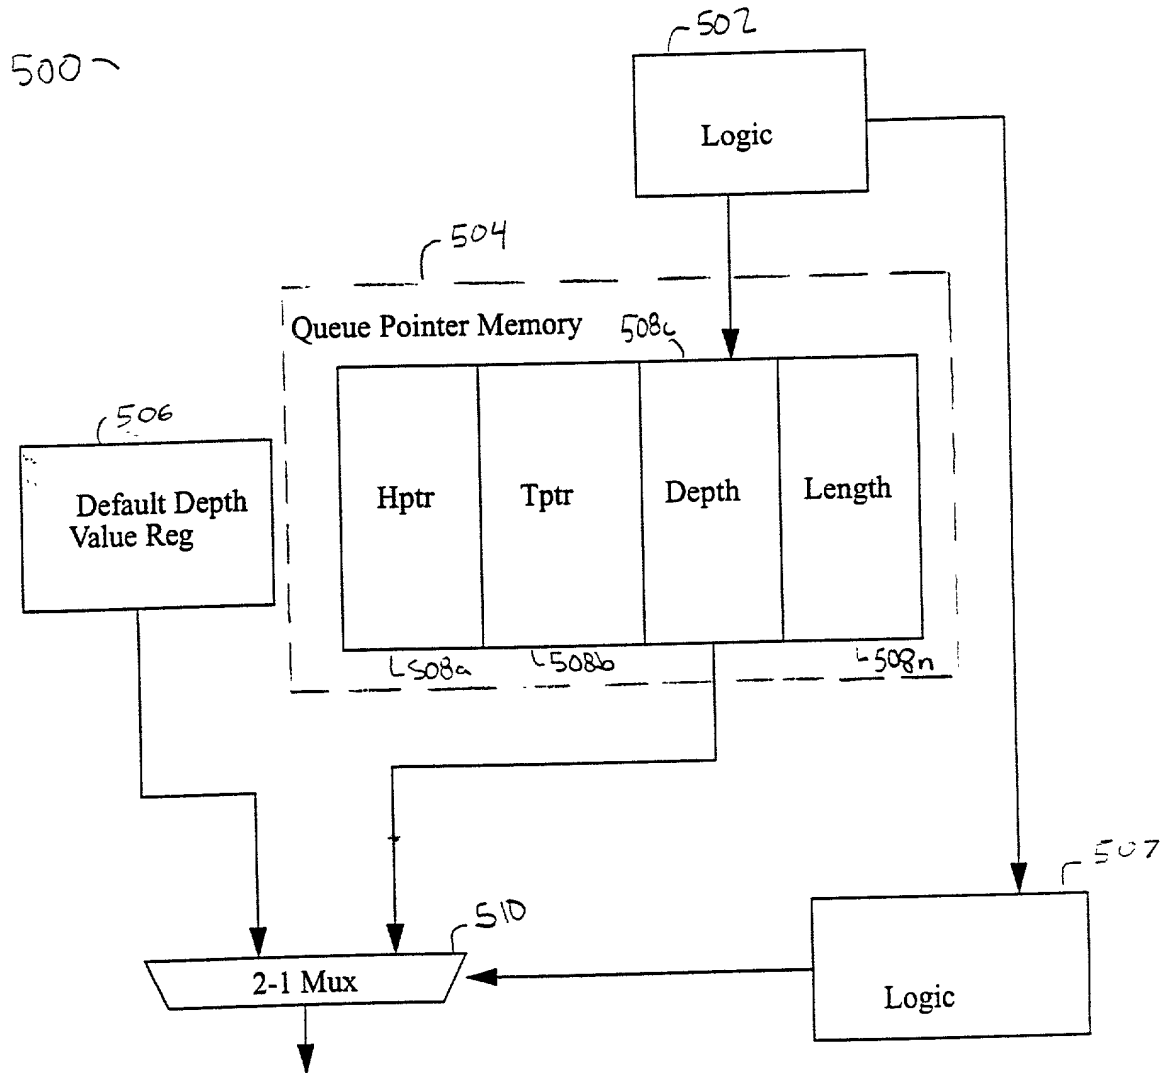 502
500
Logic
504
Queue Pointer Memory
508c
506
Default Depth
Value Reg
Hptr
Tptr
Depth
Length
508a
508b
508n
507
510
2-1 Mux
Logic